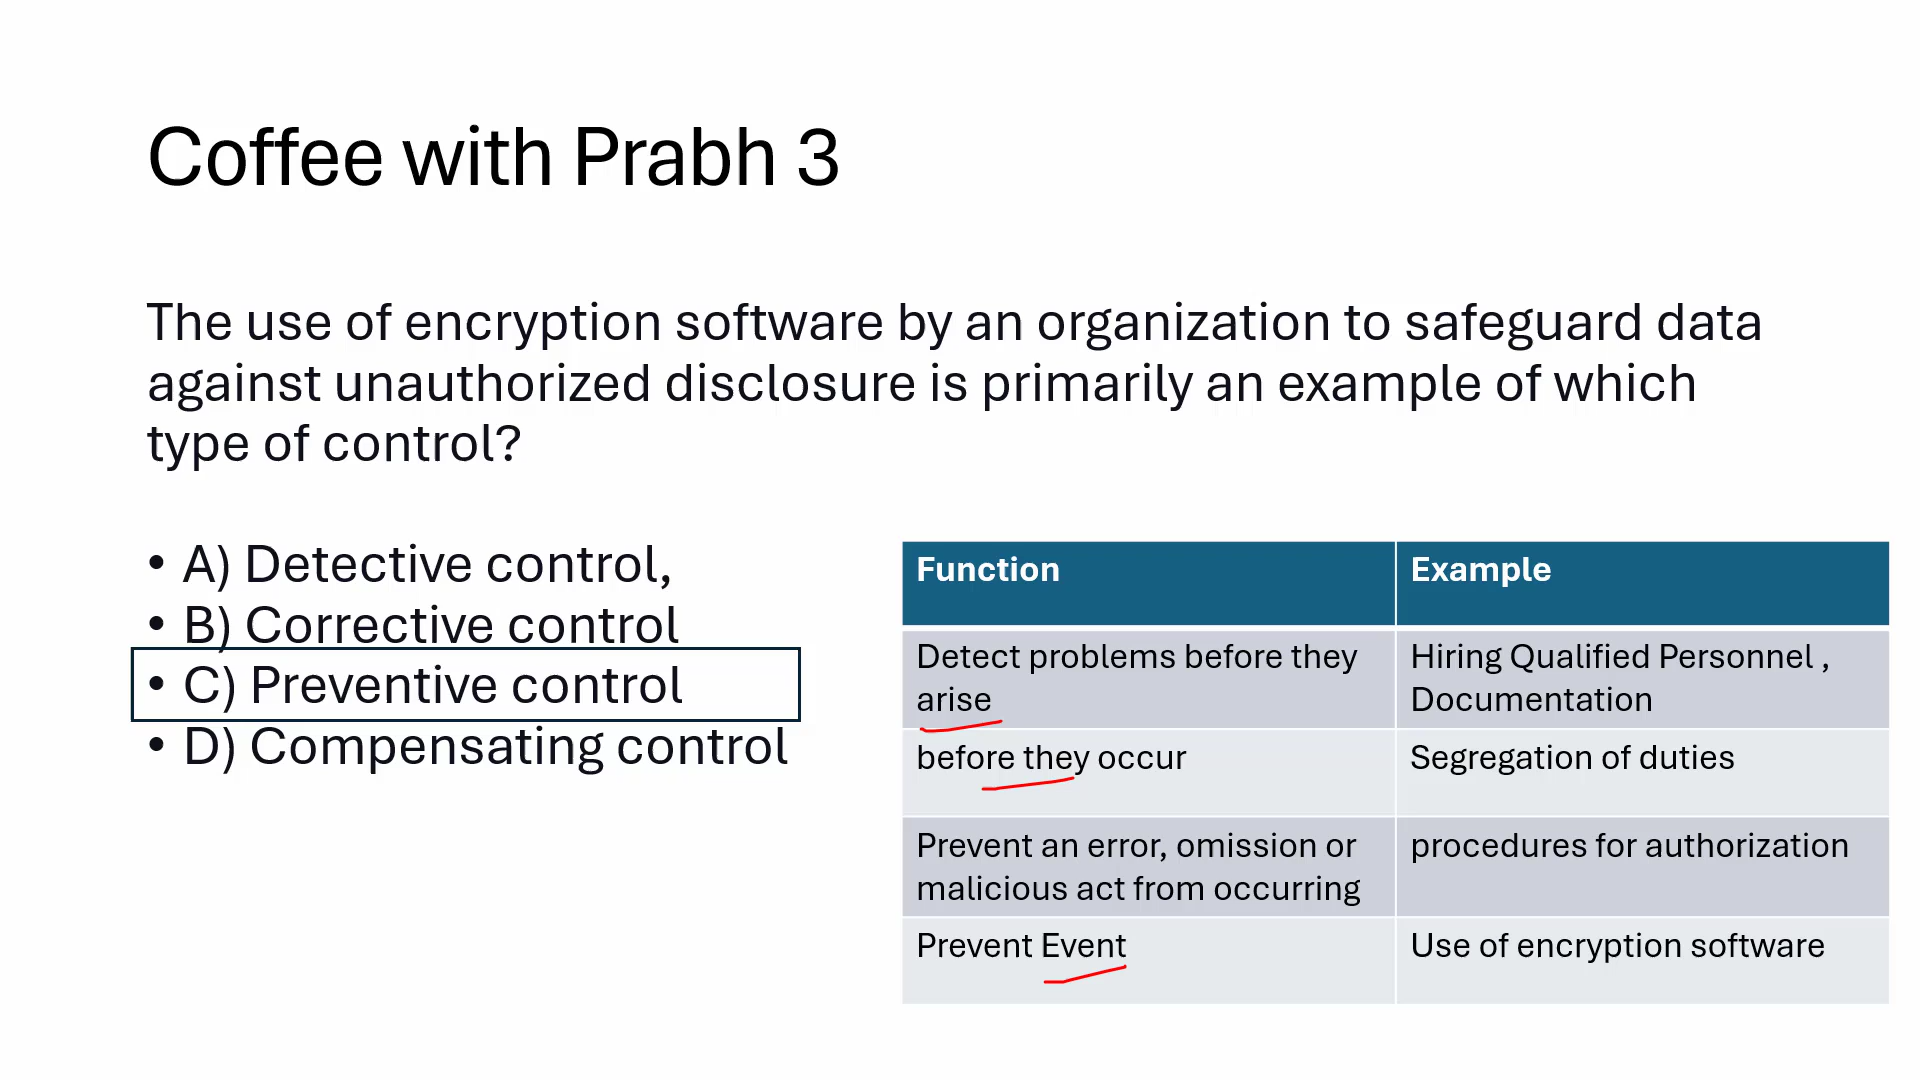 Coffee with Prabh 3
The use of encryption software by an organization to safeguard data
against unauthorized disclosure is primarily an example of which
type of control?
• A) Detective control,
• B) Corrective control
• C) Preventive control
• D) Compensating control
Function Example
Detect problems before they
arise
Hiring Qualified Personnel ,
Documentation
before they occur
Segregation of duties
Prevent an error, omission or
malicious act from occurring
procedures for authorization
Prevent Event
Use of encryption software